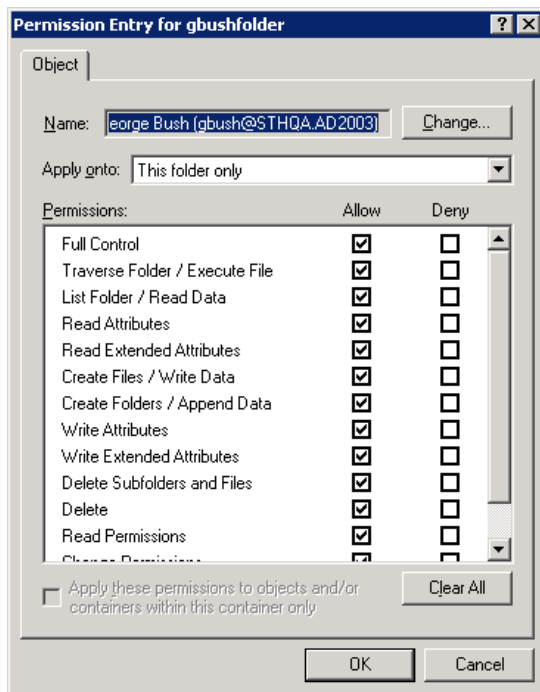 Permission Entry for gbushfolder
Object
Name: eorge Bush (gbush@STHQA.AD2003) Change...
Apply onto: This folder only
Permissions: Allow Deny
Full Control
Traverse Folder / Execute File
List Folder / Read Data
Read Attributes
Read Extended Attributes
Create Files / Write Data
Create Folders / Append Data
Write Attributes
Write Extended Attributes
Delete Subfolders and Files
Delete
Read Permissions
Change Permissions
Apply these permissions to objects and/or
containers within this container only
Clear All
OK Cancel